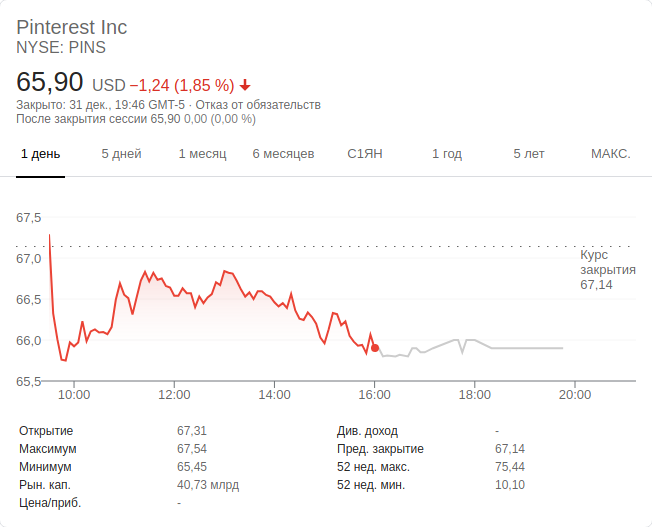 Pinterest Inc
NYSE: PINS
65,90 USD −1,24 (1,85 %)
Закрыто: 31 дек., 19:46 GMT-5 · Отказ от обязательств
После закрытия сессии 65,90 0,00 (0,00 %)
1 день 5 дней 1 месяц 6 месяцев С1ЯН 1 год 5 лет МАКС.
67,5
67,0
66,5
66,0
65,5
Курс
закрытия
67,14
10:00 12:00 14:00 16:00 18:00 20:00
Открытие 67,31 Див. доход -
Максимум 67,54 Пред. закрытие 67,14
Минимум 65,45 52 нед. макс. 75,44
Рын. кап. 40,73 млрд 52 нед. мин. 10,10
Цена/приб. -